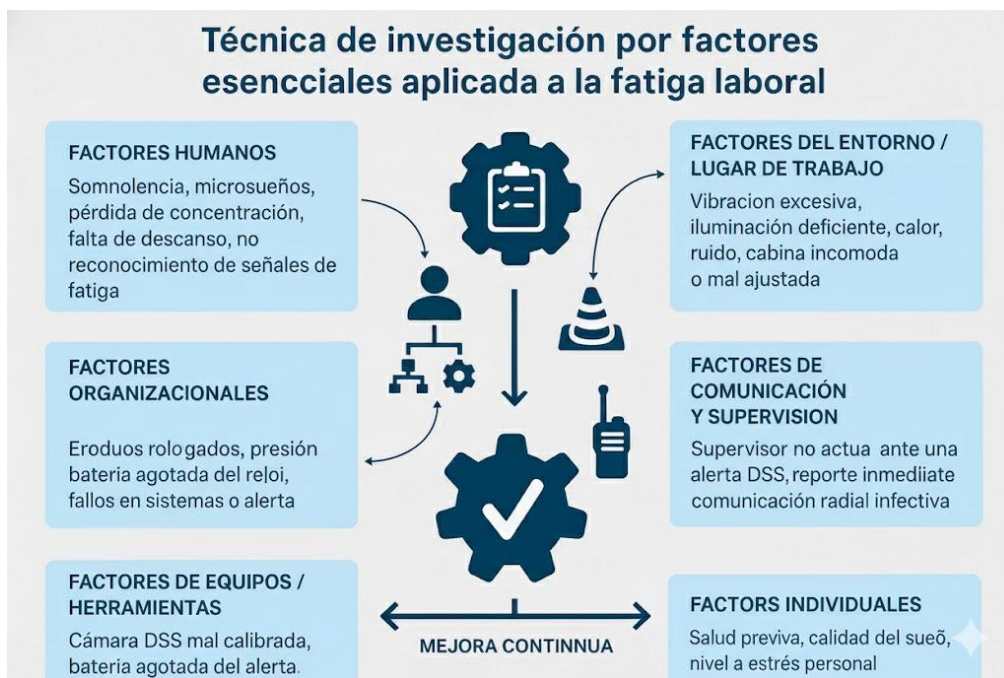 Técnica de investigación por factores
esencciales aplicada a la fatiga laboral
FACTORES HUMANOS
Somnolencia, microsueños,
pérdida de concentración,
falta de descanso, no
reconocimiento de señales de
fatiga
FACTORES
ORGANIZACIONALES
Eroduos rolo gados, presión
bateria agotada del reloj,
fallos en sistemas o alerta
FACTORES DE EQUIPOS /
HERRAMIENTAS
Cámara DSS mal calibrada,
bateria agotada del alerta.
MEJORA CONTINNUA
FACTORES DEL ENTORNO /
LUGAR DE TRABAJO
Vibracion excesiva,
iluminación deficiente, calor,
ruido, cabina incomoda
o mal ajustada
FACTORES DE
COMUNICACIÓN
Y SUPERVISION
Supervisor no actua ante una
alerta DSS, reporte inmediiate
comunicación radial infectiva
FACTORS INDIVIDUALES
Salud previva, calidad del sueõ,
nivel a estrés personal